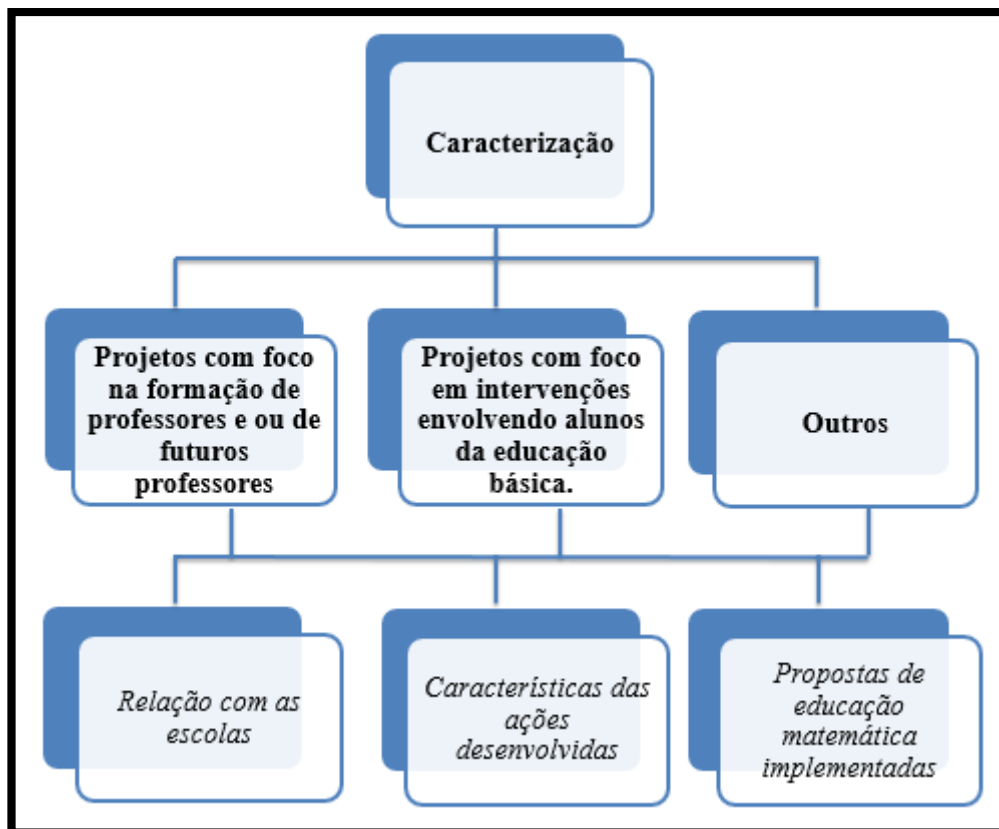 Caracterização
Projetos com foco
na formação de
professores e ou de
futuros
professores
Projetos com foco
em intervenções
envolvendo alunos
da educação
básica.
Outros
Relação com as
escolas
Características das
ações
desenvolvidas
Propostas de
educação
matemática
implementadas